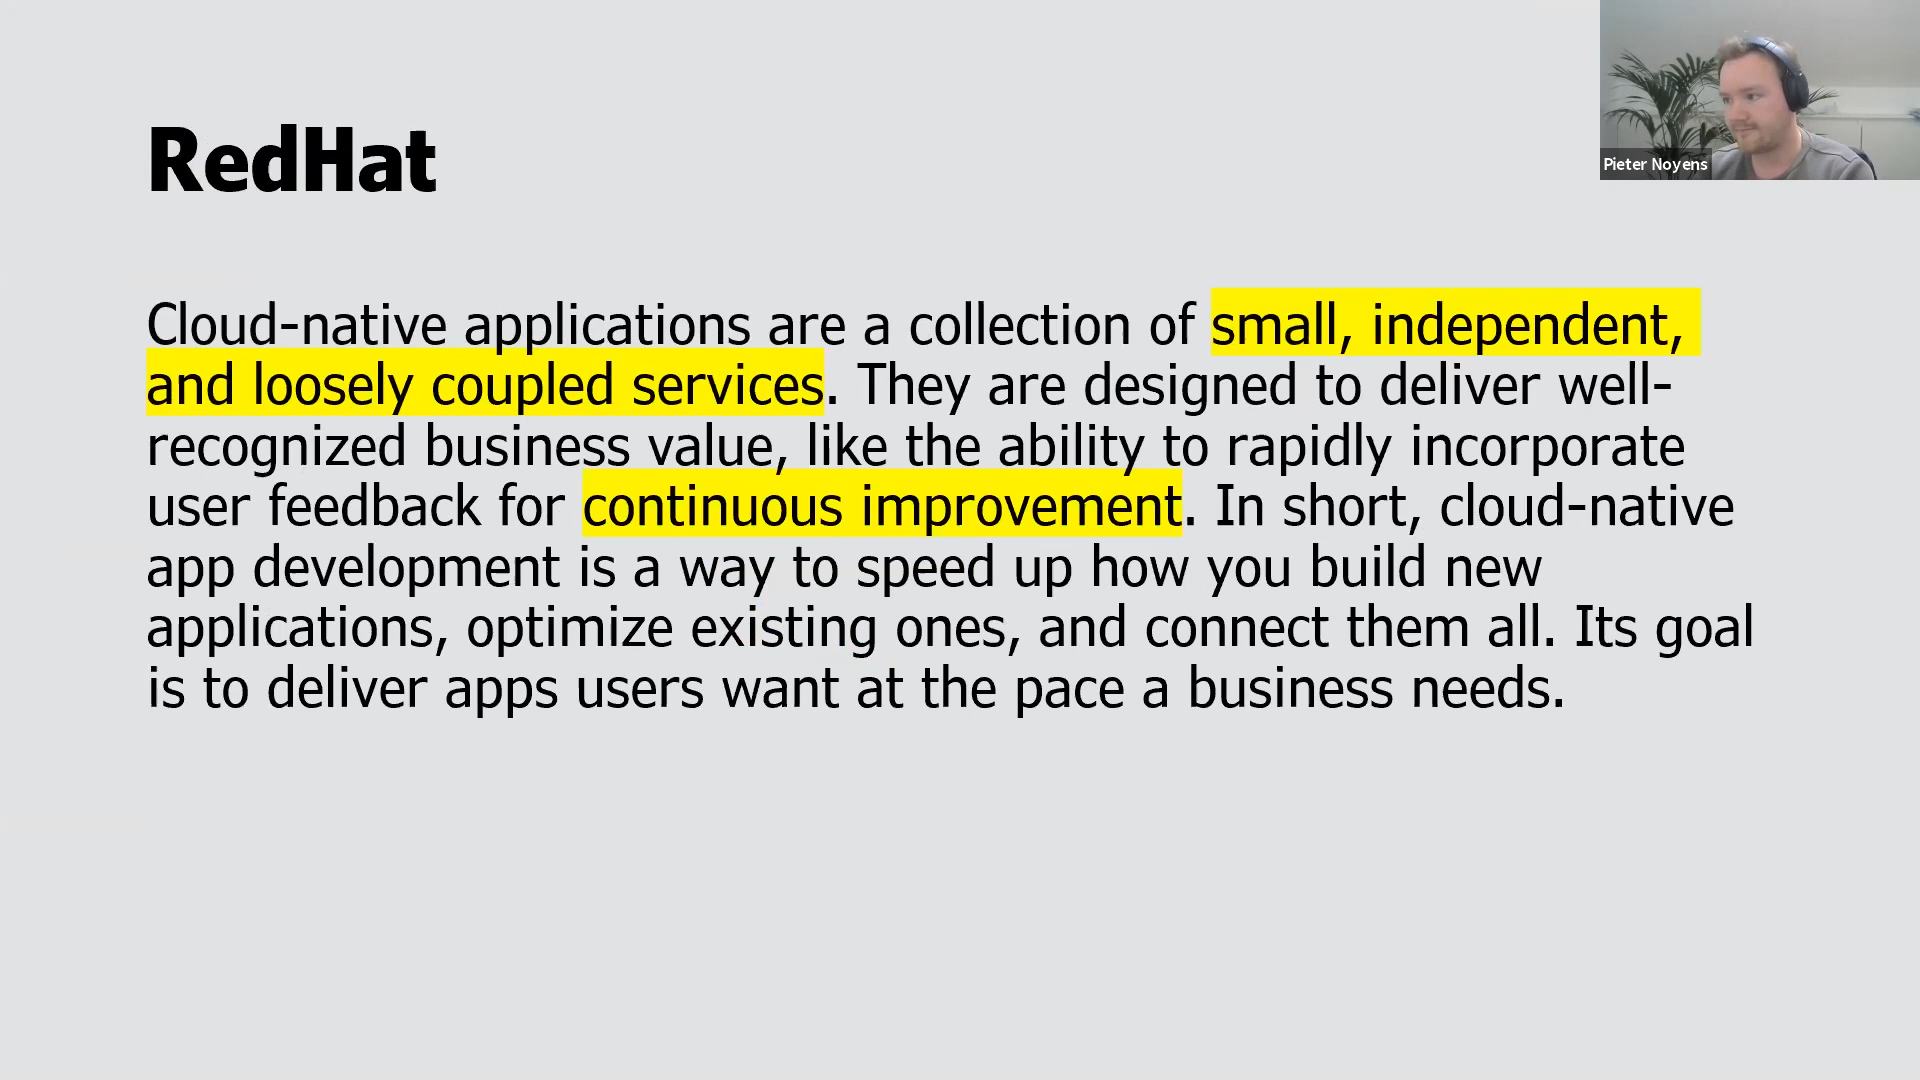 RedHat
Pieter Noyens
Cloud-native applications are a collection of small, independent,
and loosely coupled services. They are designed to deliver well-
recognized business value, like the ability to rapidly incorporate
user feedback for continuous improvement. In short, cloud-native
app development is a way to speed up how you build new
applications, optimize existing ones, and connect them all. Its goal
is to deliver apps users want at the pace a business needs.